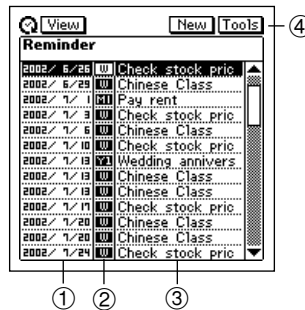 View New Tools ④
Reminder
2002/ 6/26 W Check stock pric
2002/ 6/29 W Chinese Class
2002/ 7/ 1 M1 Pay rent
2002/ 7/ 3 W Check stock pric
2002/ 7/ 6 W Chinese Class
2002/ 7/10 W Check stock pric
2002/ 7/13 Y1 Wedding annivers
2002/ 7/13 W Chinese Class
2002/ 7/13 W Chinese Class
2002/ 7/17 W Check stock pric
2002/ 7/20 W Chinese Class
2002/ 7/20 W Chinese Class
2002/ 7/24 W Check stock pric
① ② ③